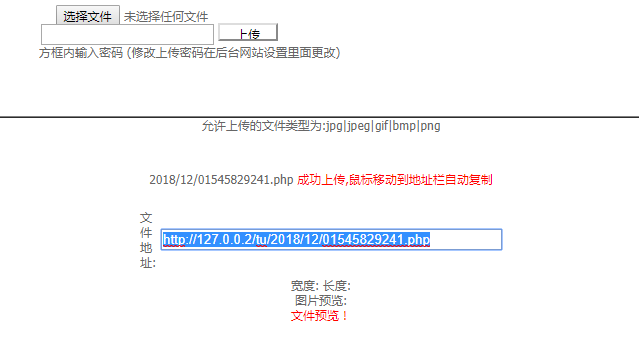 选择文件 未选择任何文件
上传
方框内输入密码 (修改上传密码在后台网站设置里面更改)
允许上传的文件类型为:jpg|jpeg|gif|bmp|png
2018/12/01545829241.php 成功上传,鼠标移动到地址栏自动复制
文
件
地
址:
http://127.0.0.2/tu/2018/12/01545829241.php
宽度: 长度:
图片预览:
文件预览！